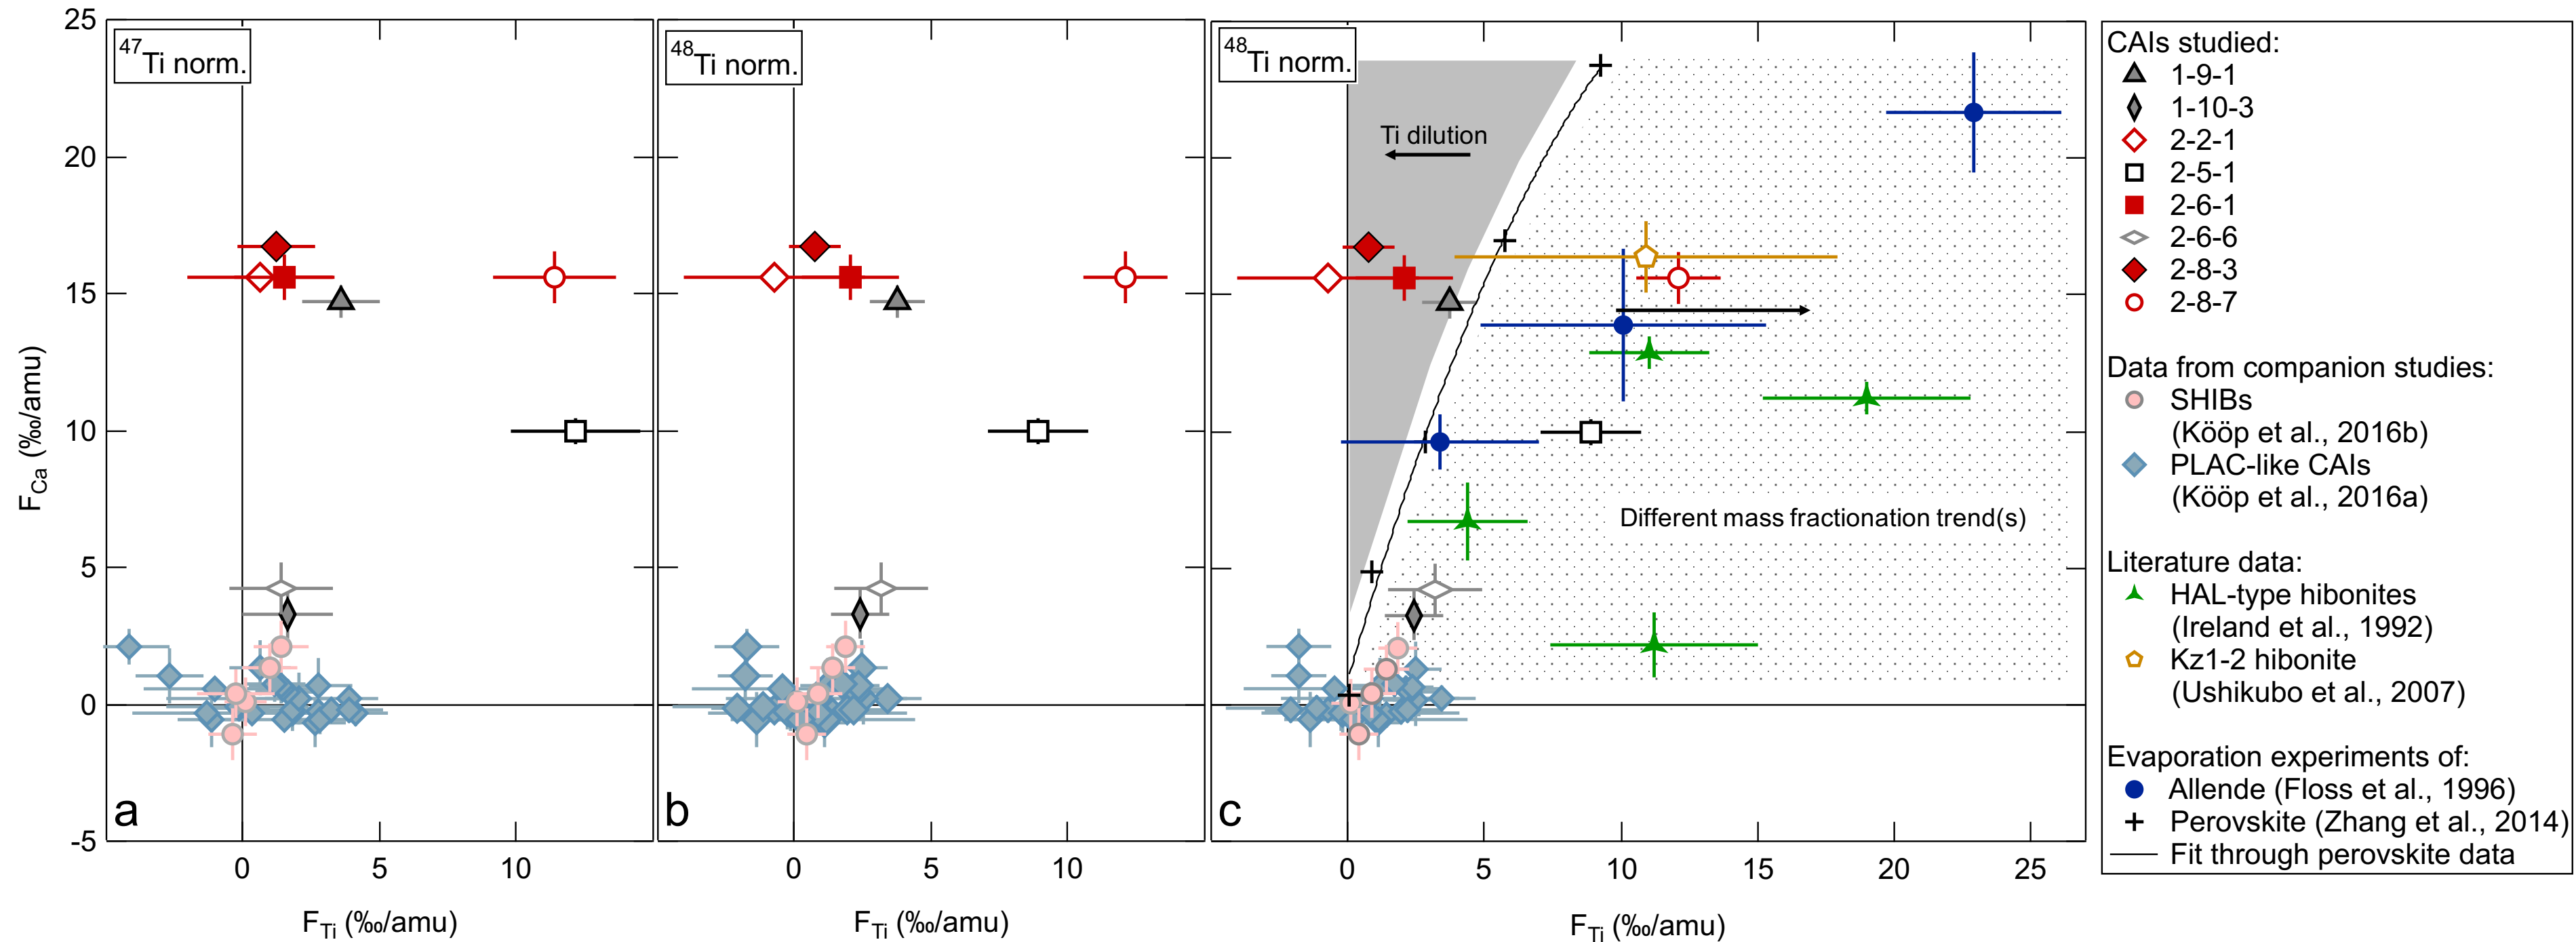 47Ti norm.
48Ti norm.
48Ti norm.
25
20
15
10
5
0
-5
FCa (‰/amu)
Ti dilution
Different mass fractionation trend(s)
a
b
c
0 5 10
0 5 10
0 5 10 15 20 25
FTi (‰/amu)
FTi (‰/amu)
FTi (‰/amu)
CAIs studied:
1-9-1
1-10-3
2-2-1
2-5-1
2-6-1
2-6-6
2-8-3
2-8-7
Data from companion studies:
SHIBs
(Kööp et al., 2016b)
PLAC-like CAIs
(Kööp et al., 2016a)
Literature data:
HAL-type hibonites
(Ireland et al., 1992)
Kz1-2 hibonite
(Ushikubo et al., 2007)
Evaporation experiments of:
Allende (Floss et al., 1996)
Perovskite (Zhang et al., 2014)
Fit through perovskite data